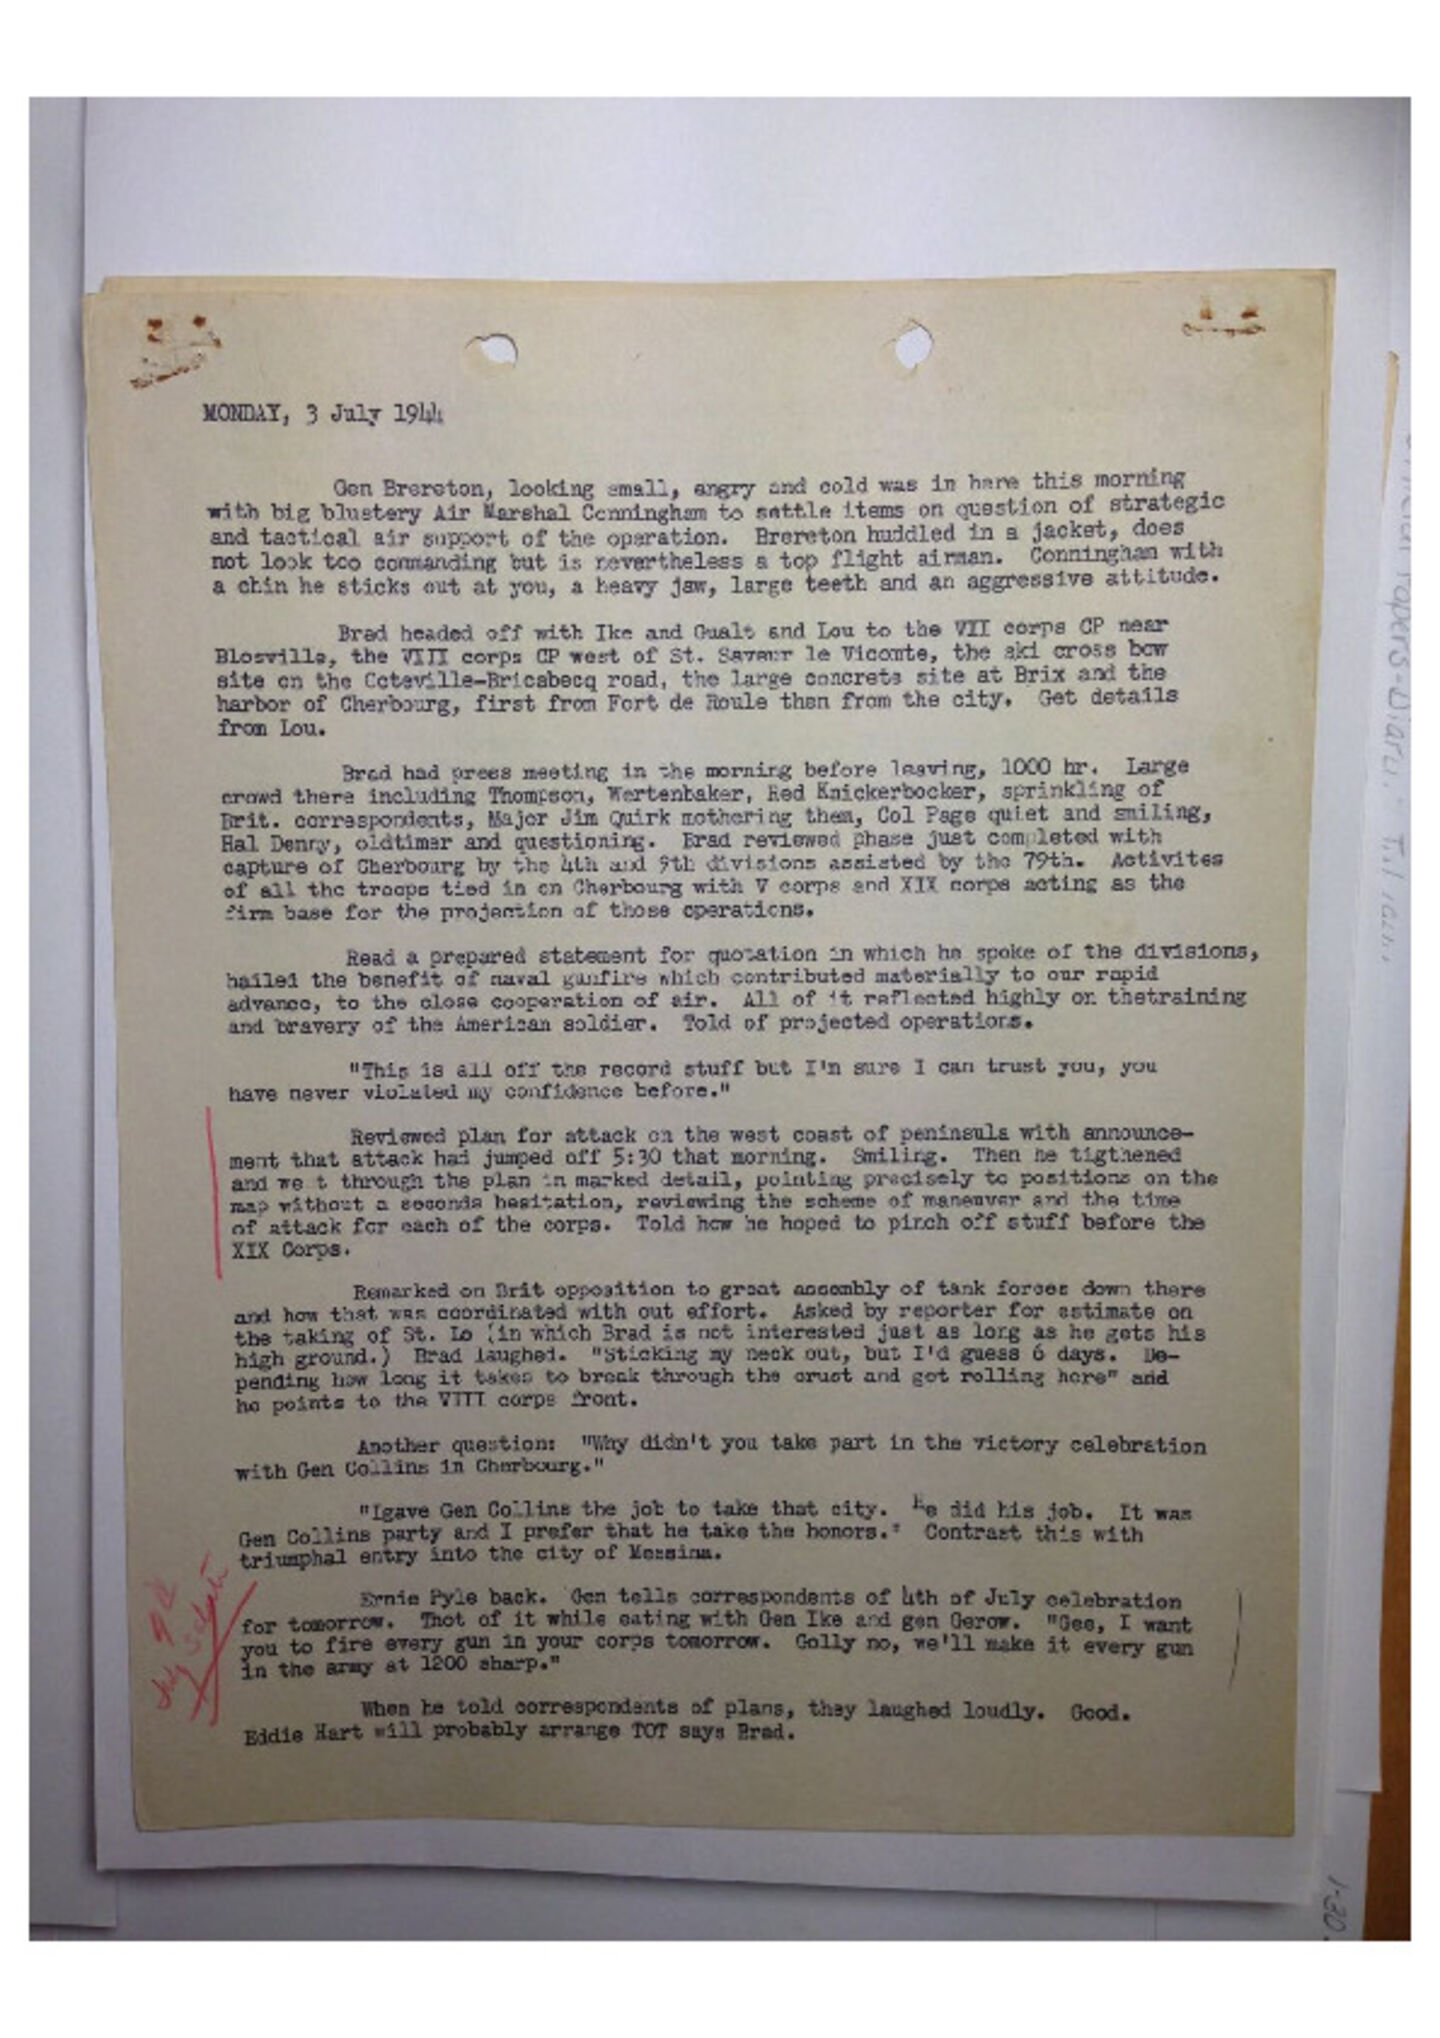 MONDAY, 3 July 1944
Gen Brereton, looking small, angry and cold was in here this morning
with big blustery Air Marshal Conningham to settle items on question of strategic
and tactical air support of the operation. Brereton huddled in a jacket, does
not look too commanding but is nevertheless a top flight airman. Conningham with
a chin he sticks out at you, a heavy jaw, large teeth and an aggressive attitude.
Brad headed off with Ike and Gualt and Lou to the VII corps CP near
Blosville, the VIII corps CP west of St. Saveur le Vicomte, the ski cross bow
site on the Coteville-Bricabecq road, the large concrete site at Brix and the
harbor of Cherbourg, first from Fort de Roule then from the city. Get details
from Lou.
Brad had press meeting in the morning before leaving, 1000 hr. Large
crowd there including Thompson, Wertenbaker, Red Knickerbocker, sprinkling of
Brit. correspondents, Major Jim Quirk mothering them, Col Page quiet and smiling,
Hal Denny, oldtimer and questioning. Brad reviewed phase just completed with
capture of Cherbourg by the 4th and 9th divisions assisted by the 79th. Activites
of all the troops tied in on Cherbourg with V corps and XIX corps acting as the
firm base for the projection of those operations.
Read a prepared statement for quotation in which he spoke of the divisions,
hailed the benefit of naval gunfire which contributed materially to our rapid
advance, to the close cooperation of air. All of it reflected highly on thetraining
and bravery of the American soldier. Told of projected operations.
"This is all off the record stuff but I'm sure I can trust you, you
have never violated my confidence before."
Reviewed plan for attack on the west coast of peninsula with announce-
ment that attack had jumped off 5:30 that morning. Smiling. Then he tigthened
and we t through the plan in marked detail, pointing precisely to positions on the
map without a seconds hesitation, reviewing the scheme of maneuver and the time
of attack for each of the corps. Told how he hoped to pinch off stuff before the
XIX Corps.
Remarked on Brit opposition to great assembly of tank forces down there
and how that was coordinated with out effort. Asked by reporter for estimate on
the taking of St. Lo (in which Brad is not interested just as long as he gets his
high ground.) Brad laughed. "Sticking my neck out, but I'd guess 6 days. De-
pending how long it takes to break through the crust and get rolling here" and
he points to the VIII corps front.
Another question: "Why didn't you take part in the victory celebration
with Gen Collins in Cherbourg."
"Igave Gen Collins the job to take that city. He did his job. It was
Gen Collins party and I prefer that he take the honors." Contrast this with
triumphal entry into the city of Messina.
Ernie Pyle back. Gen tells correspondents of 4th of July celebration
for tomorrow. Thot of it while eating with Gen Ike and gen Gerow. "Gee, I want
you to fire every gun in your corps tomorrow. Golly no, we'll make it every gun
in the army at 1200 sharp."
When he told correspondents of plans, they laughed loudly. Good.
Eddie Hart will probably arrange TOT says Brad.
1-20